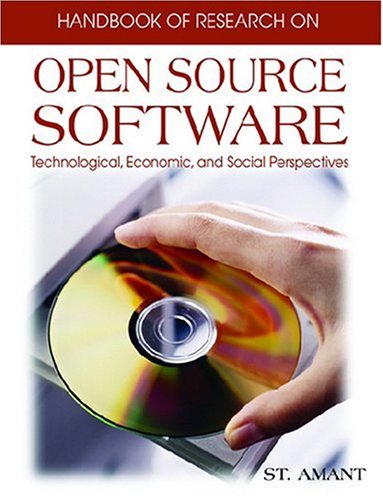 HANDBOOK OF RESEARCH ON
OPEN SOURCE
SOFTWARE
Technological, Economic, and Social Perspectives
ST. AMANT